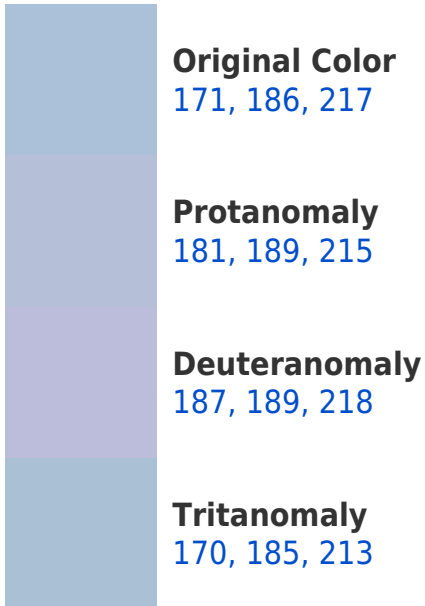 Original Color
171, 186, 217
Protanomaly
181, 189, 215
Deuteranomaly
187, 189, 218
Tritanomaly
170, 185, 213